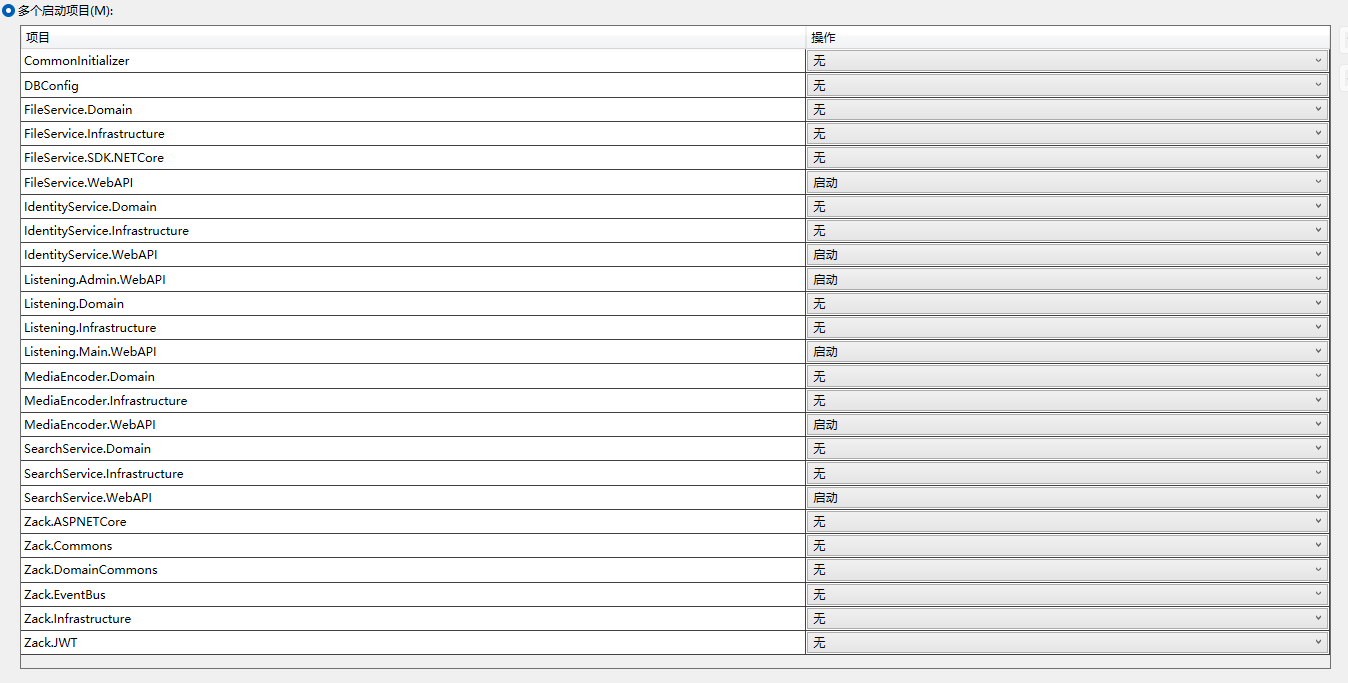 多个启动项目(M):
项目 操作
CommonInitializer 无
DBConfig 无
FileService.Domain 无
FileService.Infrastructure 无
FileService.SDK.NETCore 无
FileService.WebAPI 启动
IdentityService.Domain 无
IdentityService.Infrastructure 无
IdentityService.WebAPI 启动
Listening.Admin.WebAPI 启动
Listening.Domain 无
Listening.Infrastructure 无
Listening.Main.WebAPI 启动
MediaEncoder.Domain 无
MediaEncoder.Infrastructure 无
MediaEncoder.WebAPI 启动
SearchService.Domain 无
SearchService.Infrastructure 无
SearchService.WebAPI 启动
Zack.ASPNETCore 无
Zack.Commons 无
Zack.DomainCommons 无
Zack.EventBus 无
Zack.Infrastructure 无
Zack.JWT 无